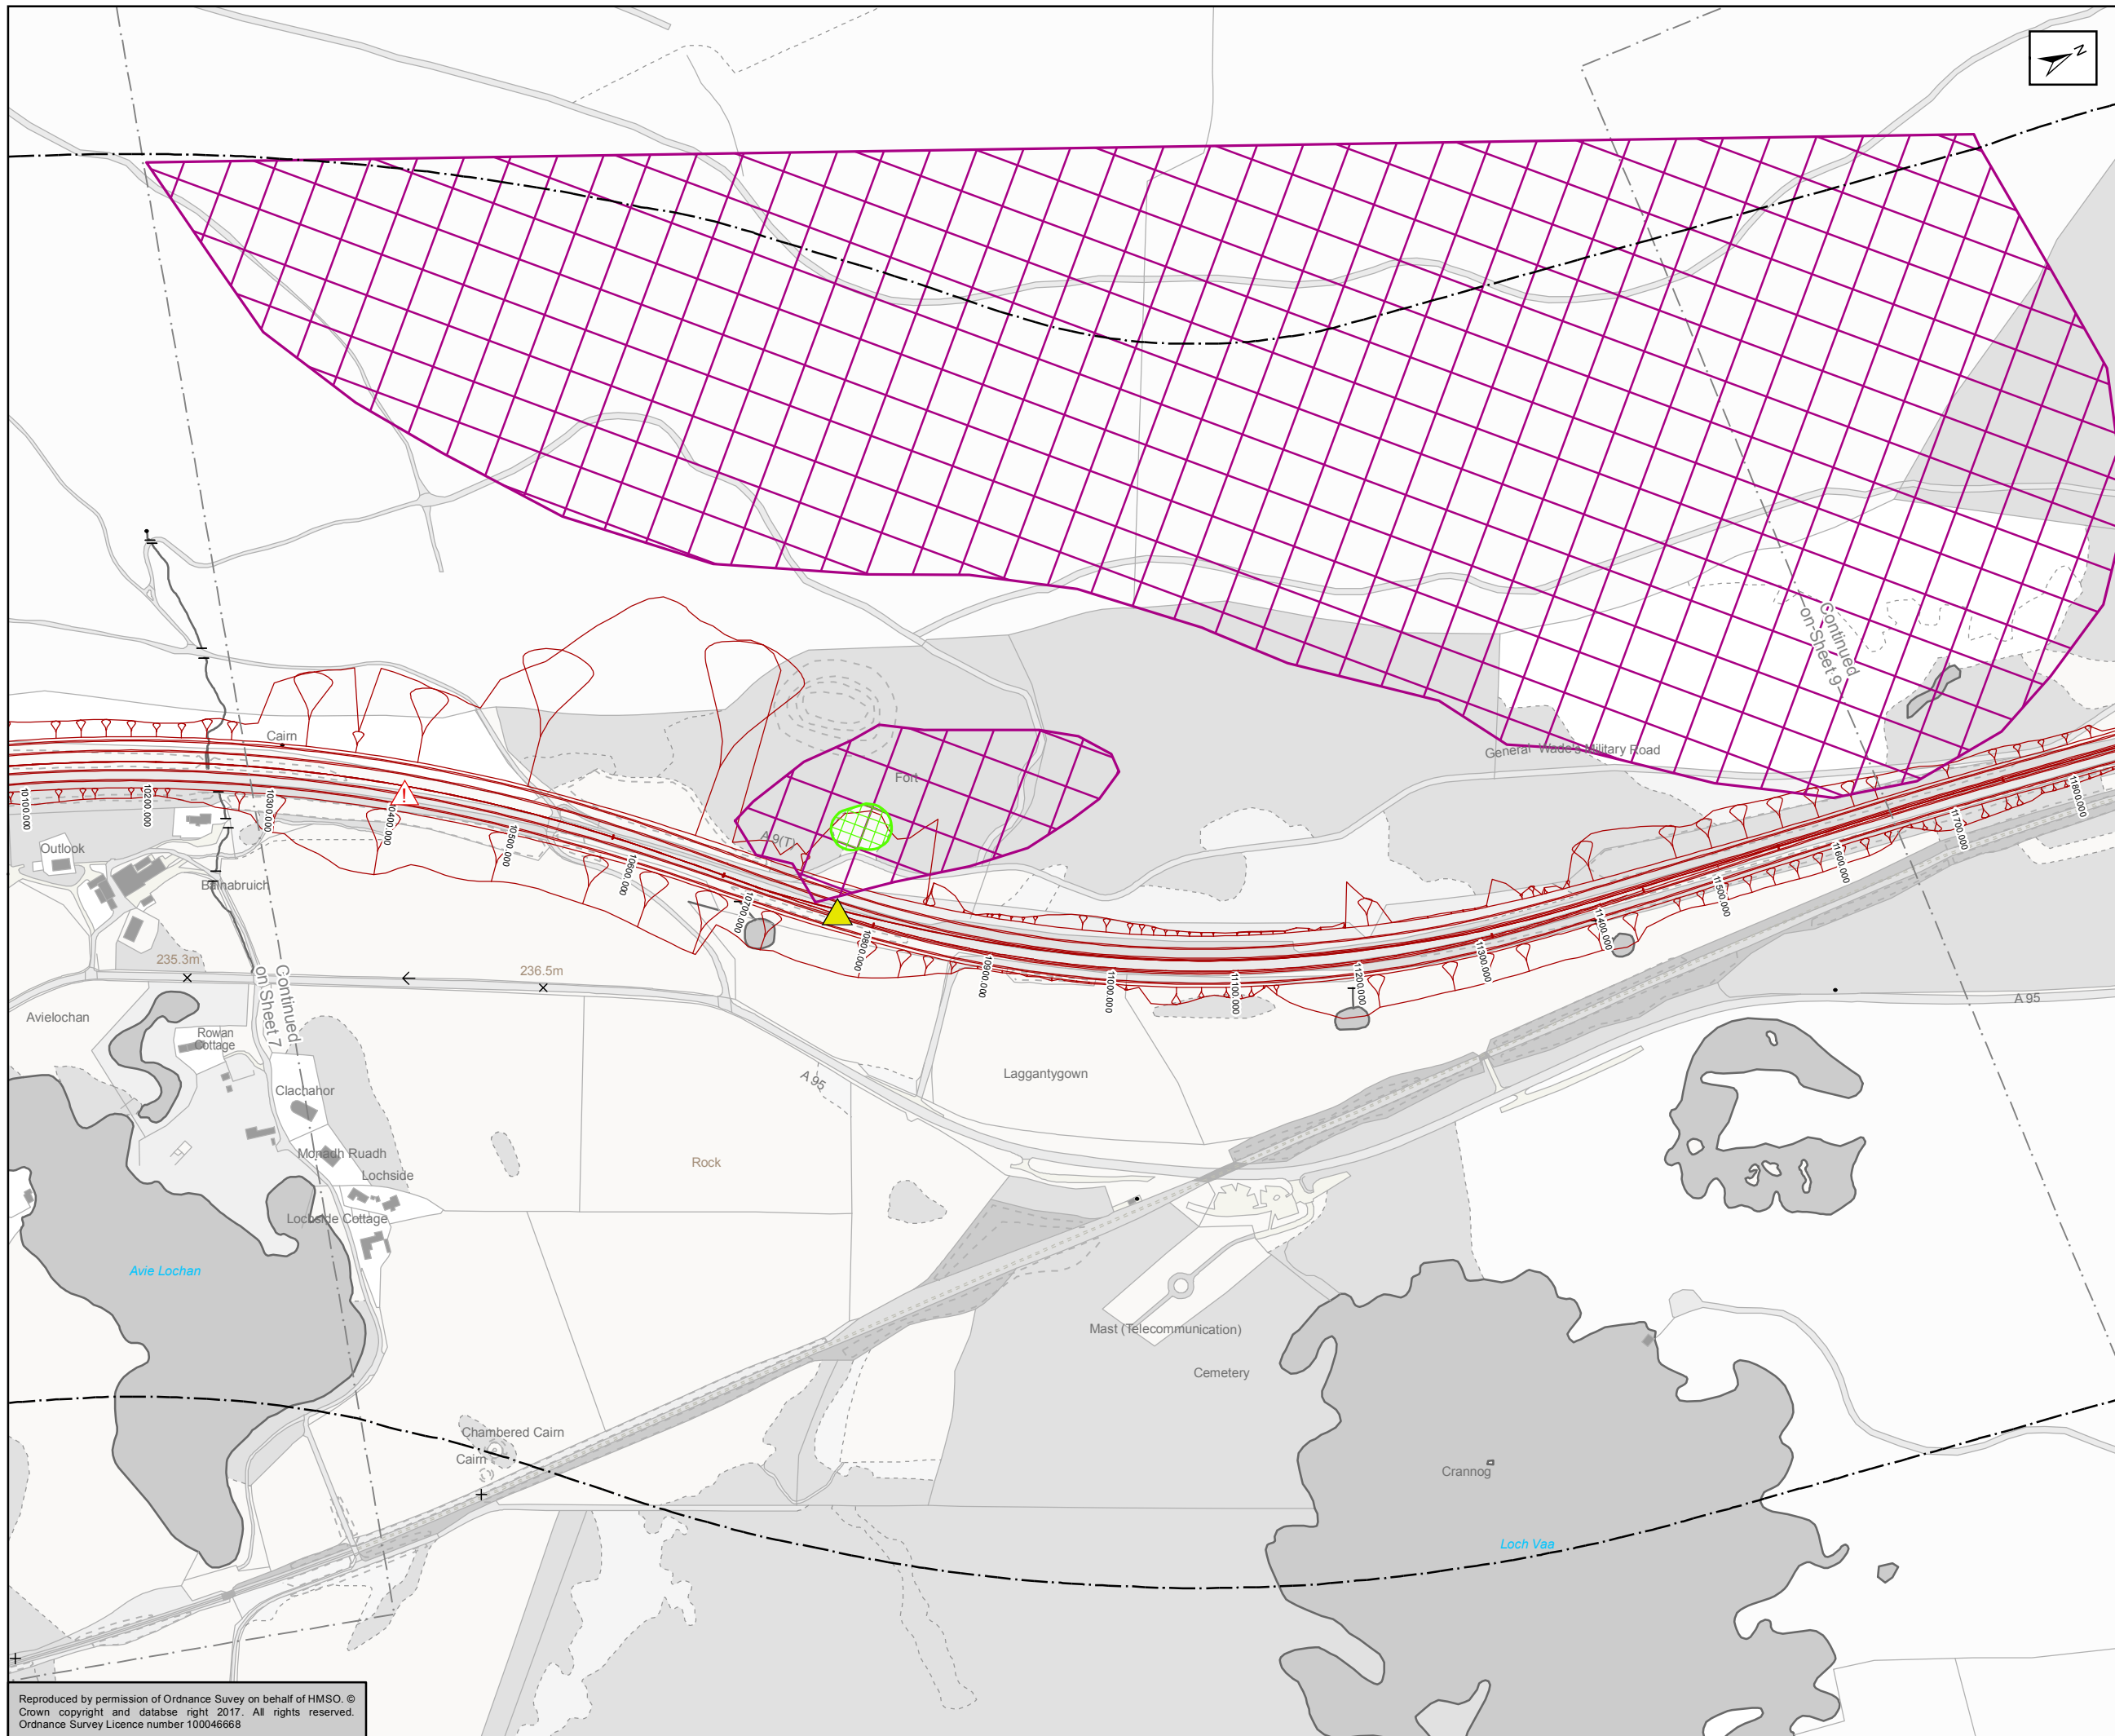 N
Continued
on Sheet 9
General Wade's Military Road
Cairn
Fort
A 9(T)
10100.000
10200.000
10300.000
10400.000
10500.000
10600.000
10700.000
10800.000
10900.000
11000.000
11100.000
11200.000
11300.000
11400.000
11500.000
11600.000
11700.000
11800.000
!
Outlook
Balnabruich
235.3m
236.5m
Continued
on Sheet 7
A 95
Avielochan
Rowan
Cottage
Clachahor
Laggantygown
A 95
Monadh Ruadh
Rock
Lochside
Lochside Cottage
Avie Lochan
Mast (Telecommunication)
Cemetery
Chambered Cairn
Cairn
Crannog
Loch Vaa
Reproduced by permission of Ordnance Suvey on behalf of HMSO. ©
Crown copyright and databse right 2017. All rights reserved.
Ordnance Survey Licence number 100046668